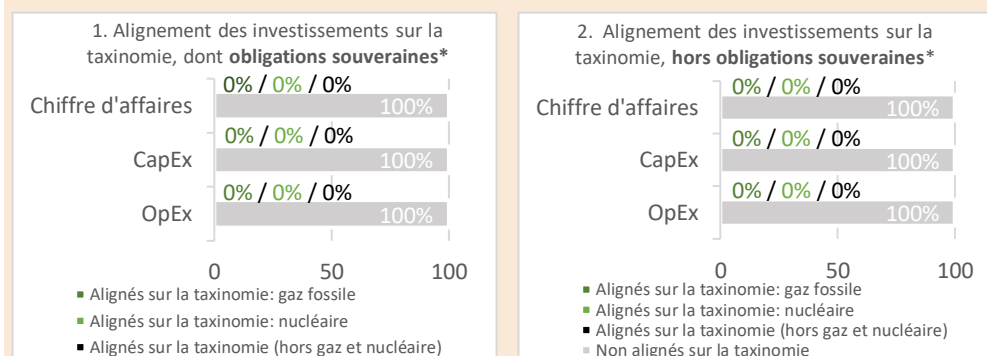 1. Alignement des investissements sur la
taxinomie, dont obligations souveraines*
0% / 0% / 0%
Chiffre d'affaires
100%
0% / 0% / 0%
CapEx
100%
0% / 0% / 0%
OpEx
100%
0 50 100
Alignés sur la taxinomie: gaz fossile
Alignés sur la taxinomie: nucléaire
Alignés sur la taxinomie (hors gaz et nucléaire)
2. Alignement des investissements sur la
taxinomie, hors obligations souveraines*
0% / 0% / 0%
Chiffre d'affaires
100%
0% / 0% / 0%
CapEx
100%
0% / 0% / 0%
OpEx
100%
0 50 100
Alignés sur la taxinomie: gaz fossile
Alignés sur la taxinomie: nucléaire
Alignés sur la taxinomie (hors gaz et nucléaire)
Non alignés sur la taxinomie